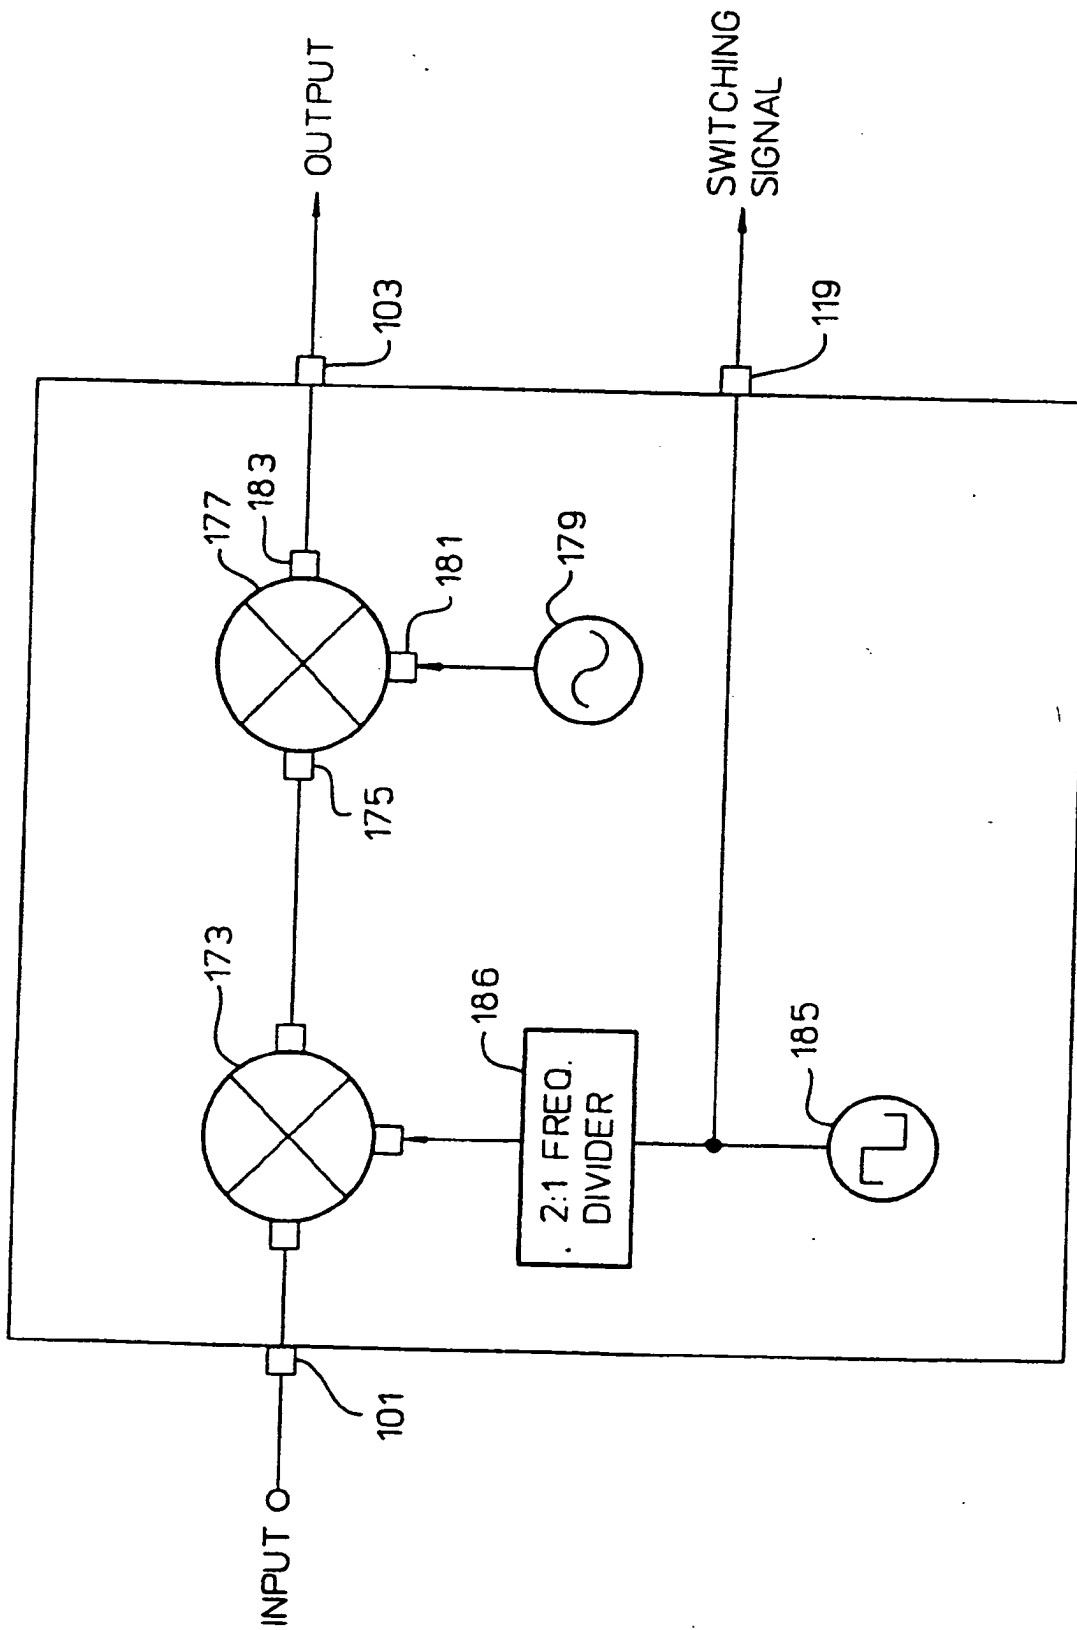 INPUT
101
173
186
2:1 FREQ.
DIVIDER
185
175
177
183
181
179
103
OUTPUT
119
SWITCHING
SIGNAL